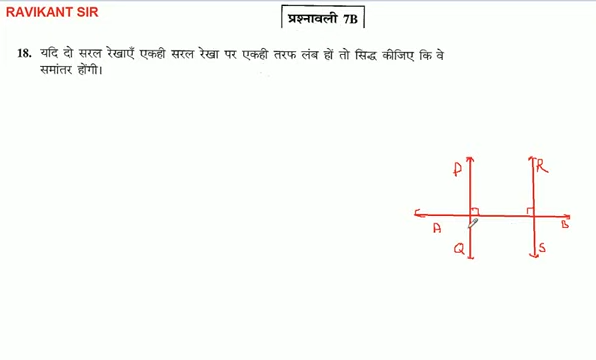 RAVIKANT SIR
प्रश्नावली 7B
18. यदि दो सरल रेखाएँ एकही सरल रेखा पर एकही तरफ लंब हों तो सिद्ध कीजिए कि वे
समांतर होंगी।
P R
A B
Q S